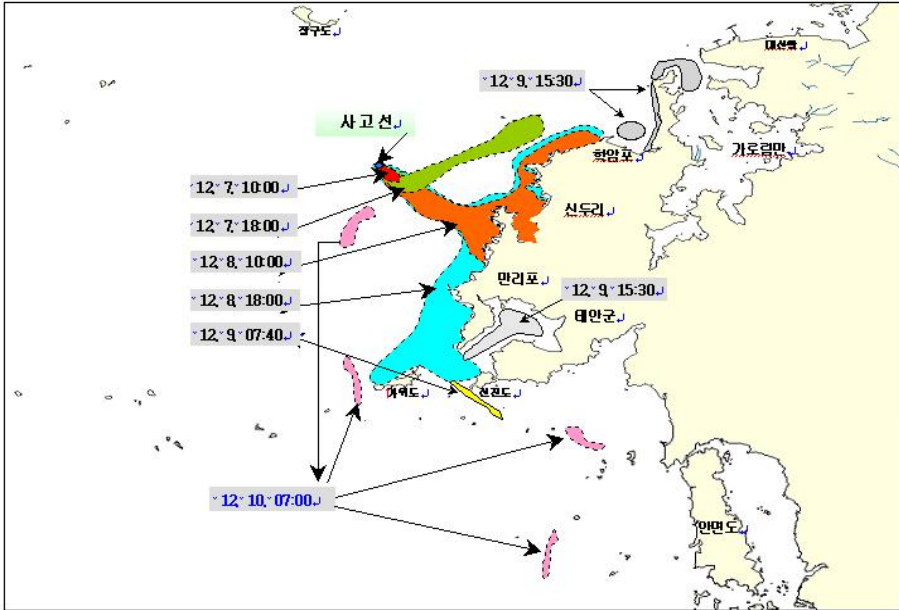 장구도
대산항
12. 9. 15:30
사고선
학암포
가로림만
12. 7. 10:00
12. 7. 18:00
신두리
12. 8. 10:00
만리포
12. 9. 15:30
12. 8. 18:00
태안군
12. 9. 07:40
가의도
신진도
12. 10. 07:00
안면도